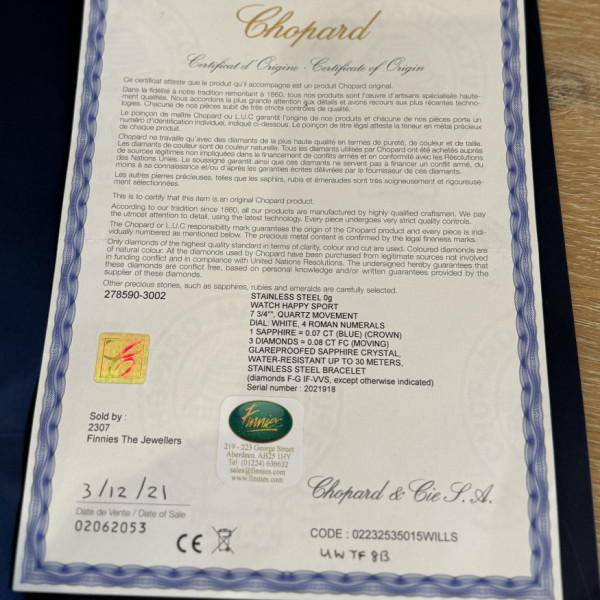 Chopard
Certificat d'Origine - Certificate of Origin
Ce certificat atteste que le produit qu'il accompagne est un produit Chopard original.
Dans la fidélité à notre tradition remontant à 1860, tous nos produits sont l'œuvre d'artisans spécialisés haute-
ment qualifiés. Nous accordons la plus grande attention aux détails et avons recours aux plus récentes techno-
logies. Chacune de nos pièces subit de très stricts contrôles de qualité.
Le poinçon de maître Chopard ou L.U.C garantit l'origine de nos produits et chacune de nos pièces porte un
numéro d'identification individuel, indiqué ci-dessous. Le poinçon de titre légal atteste la teneur en métal précieux
de chaque produit.
Chopard ne travaille qu'avec des diamants de la plus haute qualité en termes de pureté, de couleur et de taille.
Les diamants de couleur sont de couleur naturelle. Tous les diamants utilisés par Chopard ont été achetés auprès
de sources légitimes non impliquées dans le financement de conflits armés et en conformité avec les Résolutions
des Nations Unies. Le soussigné garantit ainsi que ces diamants ne servent pas à financer un conflit armé, du
moins à sa connaissance et/ou d'après les garanties écrites délivrées par le fournisseur de ces diamants.
Les autres pierres précieuses, telles que les saphirs, rubis et émeraudes sont très soigneusement et rigoureuse-
ment sélectionnées.
This is to certify that this item is an original Chopard product.
According to our tradition since 1860, all our products are manufactured by highly qualified craftsmen. We pay
the utmost attention to detail, using the latest technology. Every piece undergoes very strict quality controls.
The Chopard or L.U.C responsibility mark guarantees the origin of the Chopard product and every piece is indi-
vidually numbered as mentioned below. The precious metal content is confirmed by the legal fineness marks.
Only diamonds of the highest quality standard in terms of clarity, colour and cut are used. Coloured diamonds are
of natural colour. All the diamonds used by Chopard have been purchased from legitimate sources not involved
in funding conflict and in compliance with United Nations Resolutions. The undersigned hereby guarantees that
these diamonds are conflict free, based on personal knowledge and/or written guarantees provided by the
supplier of these diamonds.
Other precious stones, such as sapphires, rubies and emeralds are carefully selected.
278590-3002
STAINLESS STEEL 0g
WATCH HAPPY SPORT
7 3/4"', QUARTZ MOVEMENT
DIAL: WHITE, 4 ROMAN NUMERALS
1 SAPPHIRE = 0.07 CT (BLUE) (CROWN)
3 DIAMONDS = 0.08 CT FC (MOVING)
GLAREPROOFED SAPPHIRE CRYSTAL,
WATER-RESISTANT UP TO 30 METERS,
STAINLESS STEEL BRACELET
(diamonds F-G IF-VVS, except otherwise indicated)
Serial number : 2021918
Sold by :
2307
Finnies The Jewellers
Finnies
219 - 223 George Street
Aberdeen, AB25 1HY
Tel: (01224) 636632
sales@finnies.com
www.finnies.com
3/12/21
Date de Vente / Date of Sale
02062053
Chopard & Cie S.A.
CE
CODE : 02232535015WILLS
UWTF8B